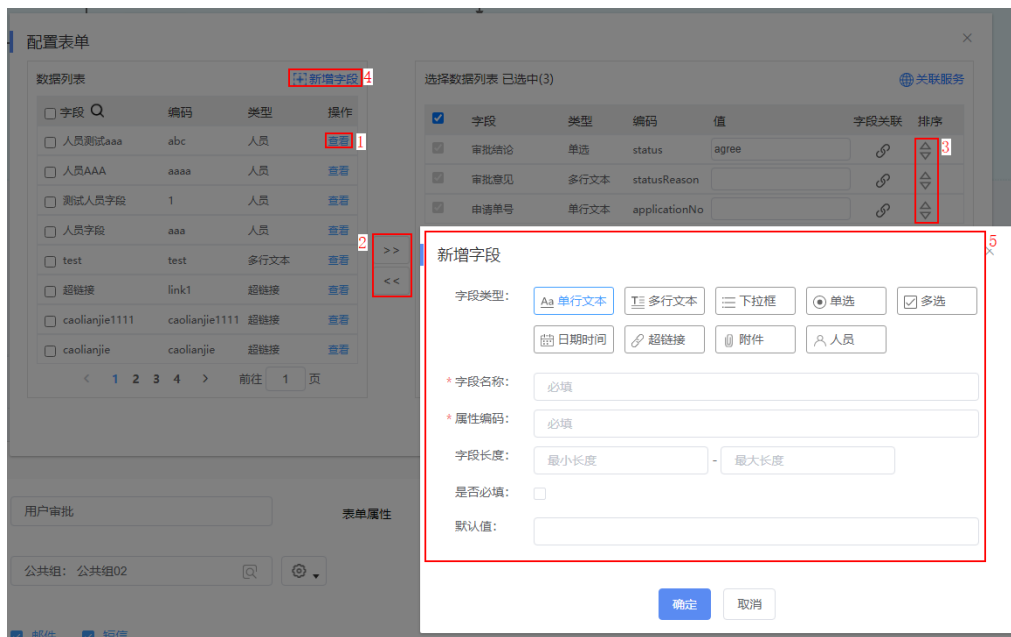 配置表单
数据列表 新增字段 4
字段 编码 类型 操作
人员测试aaa abc 人员 查看 1
人员AAA aaaa 人员 查看
测试人员字段 1 人员 查看
人员字段 aaa 人员 查看
test test 多行文本 查看
超链接 link1 超链接 查看
caolianjie1111 caolianjie1111 超链接 查看
caolianjie caolianjie 超链接 查看
< 1 2 3 4 > 前往 1 页
2
>>
<<
选择数据列表 已选中(3) 关联服务
字段 类型 编码 值 字段关联 排序
审批结论 单选 status agree 3
审批意见 多行文本 statusReason
申请单号 单行文本 applicationNo
新增字段 5
字段类型: Aa 单行文本 多行文本 下拉框 单选 多选
日期时间 超链接 附件 人员
* 字段名称: 必填
* 属性编码: 必填
字段长度: 最小长度 - 最大长度
是否必填:
默认值:
确定 取消
用户审批 表单属性
公共组: 公共组02
邮件 短信